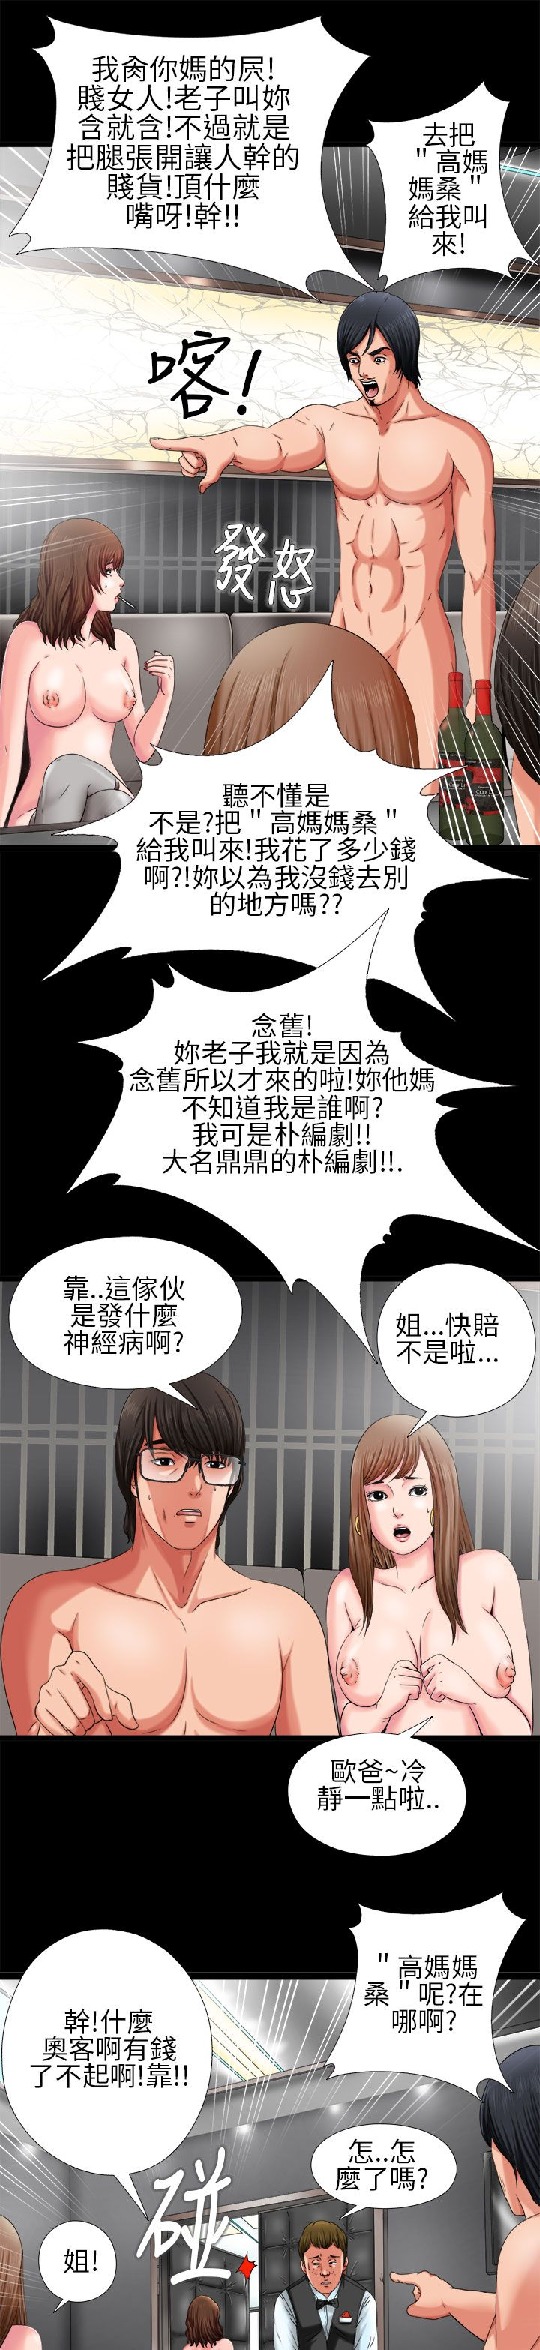 我肏你媽的屄!
賤女人!老子叫妳
含就含!不過就是
把腿張開讓人幹的
賤貨!頂什麼
嘴呀!幹!!
去把
"高媽
媽桑"
給我叫
來!
喀!
發怒
聽不懂是
不是?把"高媽媽桑"
給我叫來!我花了多少錢
啊?!妳以為我沒錢去別
的地方嗎??
念舊!
妳老子我就是因為
念舊所以才來的啦!妳他媽
不知道我是誰啊?
我可是朴編劇!!
大名鼎鼎的朴編劇!!.
靠..這傢伙
是發什麼
神經病啊?
姐...快賠
不是啦...
歐爸~冷
靜一點啦..
"高媽媽
桑"呢?在
哪啊?
幹!什麼
奧客啊有錢
了不起啊!靠!!
怎..怎
麼了嗎?
姐!
碰